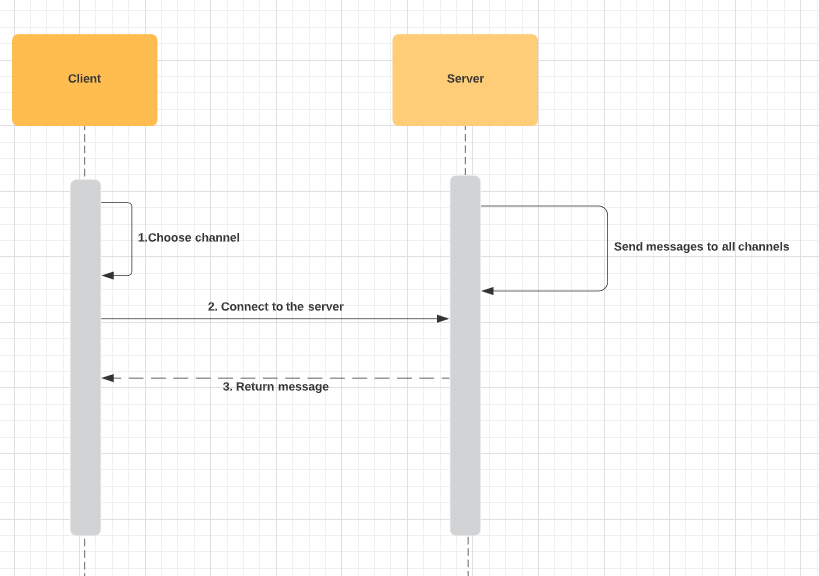 Client
Server
1.Choose channel
Send messages to all channels
2. Connect to the server
3. Return message